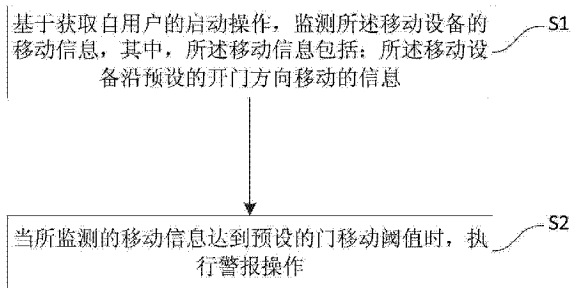 基于获取白用户的启动操作，监测所述移动设备的
移动信息，其中，所述移动信息包括：所述移动设
备沿预设的开门方向移动的信息
S1
当所监测的移动信息达到预设的门移动阈值时，执
行警报操作
S2